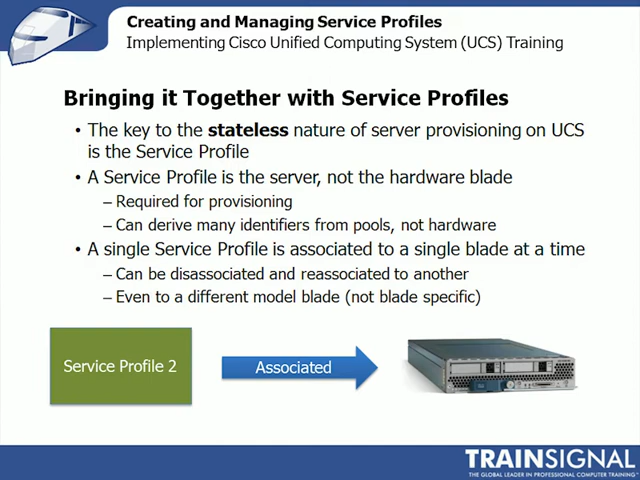 Creating and Managing Service Profiles
Implementing Cisco Unified Computing System (UCS) Training
Bringing it Together with Service Profiles
• The key to the stateless nature of server provisioning on UCS
is the Service Profile
• A Service Profile is the server, not the hardware blade
– Required for provisioning
– Can derive many identifiers from pools, not hardware
• A single Service Profile is associated to a single blade at a time
– Can be disassociated and reassociated to another
– Even to a different model blade (not blade specific)
Service Profile 2
Associated
TRAINSIGNAL
THE GLOBAL LEADER IN PROFESSIONAL COMPUTER TRAINING